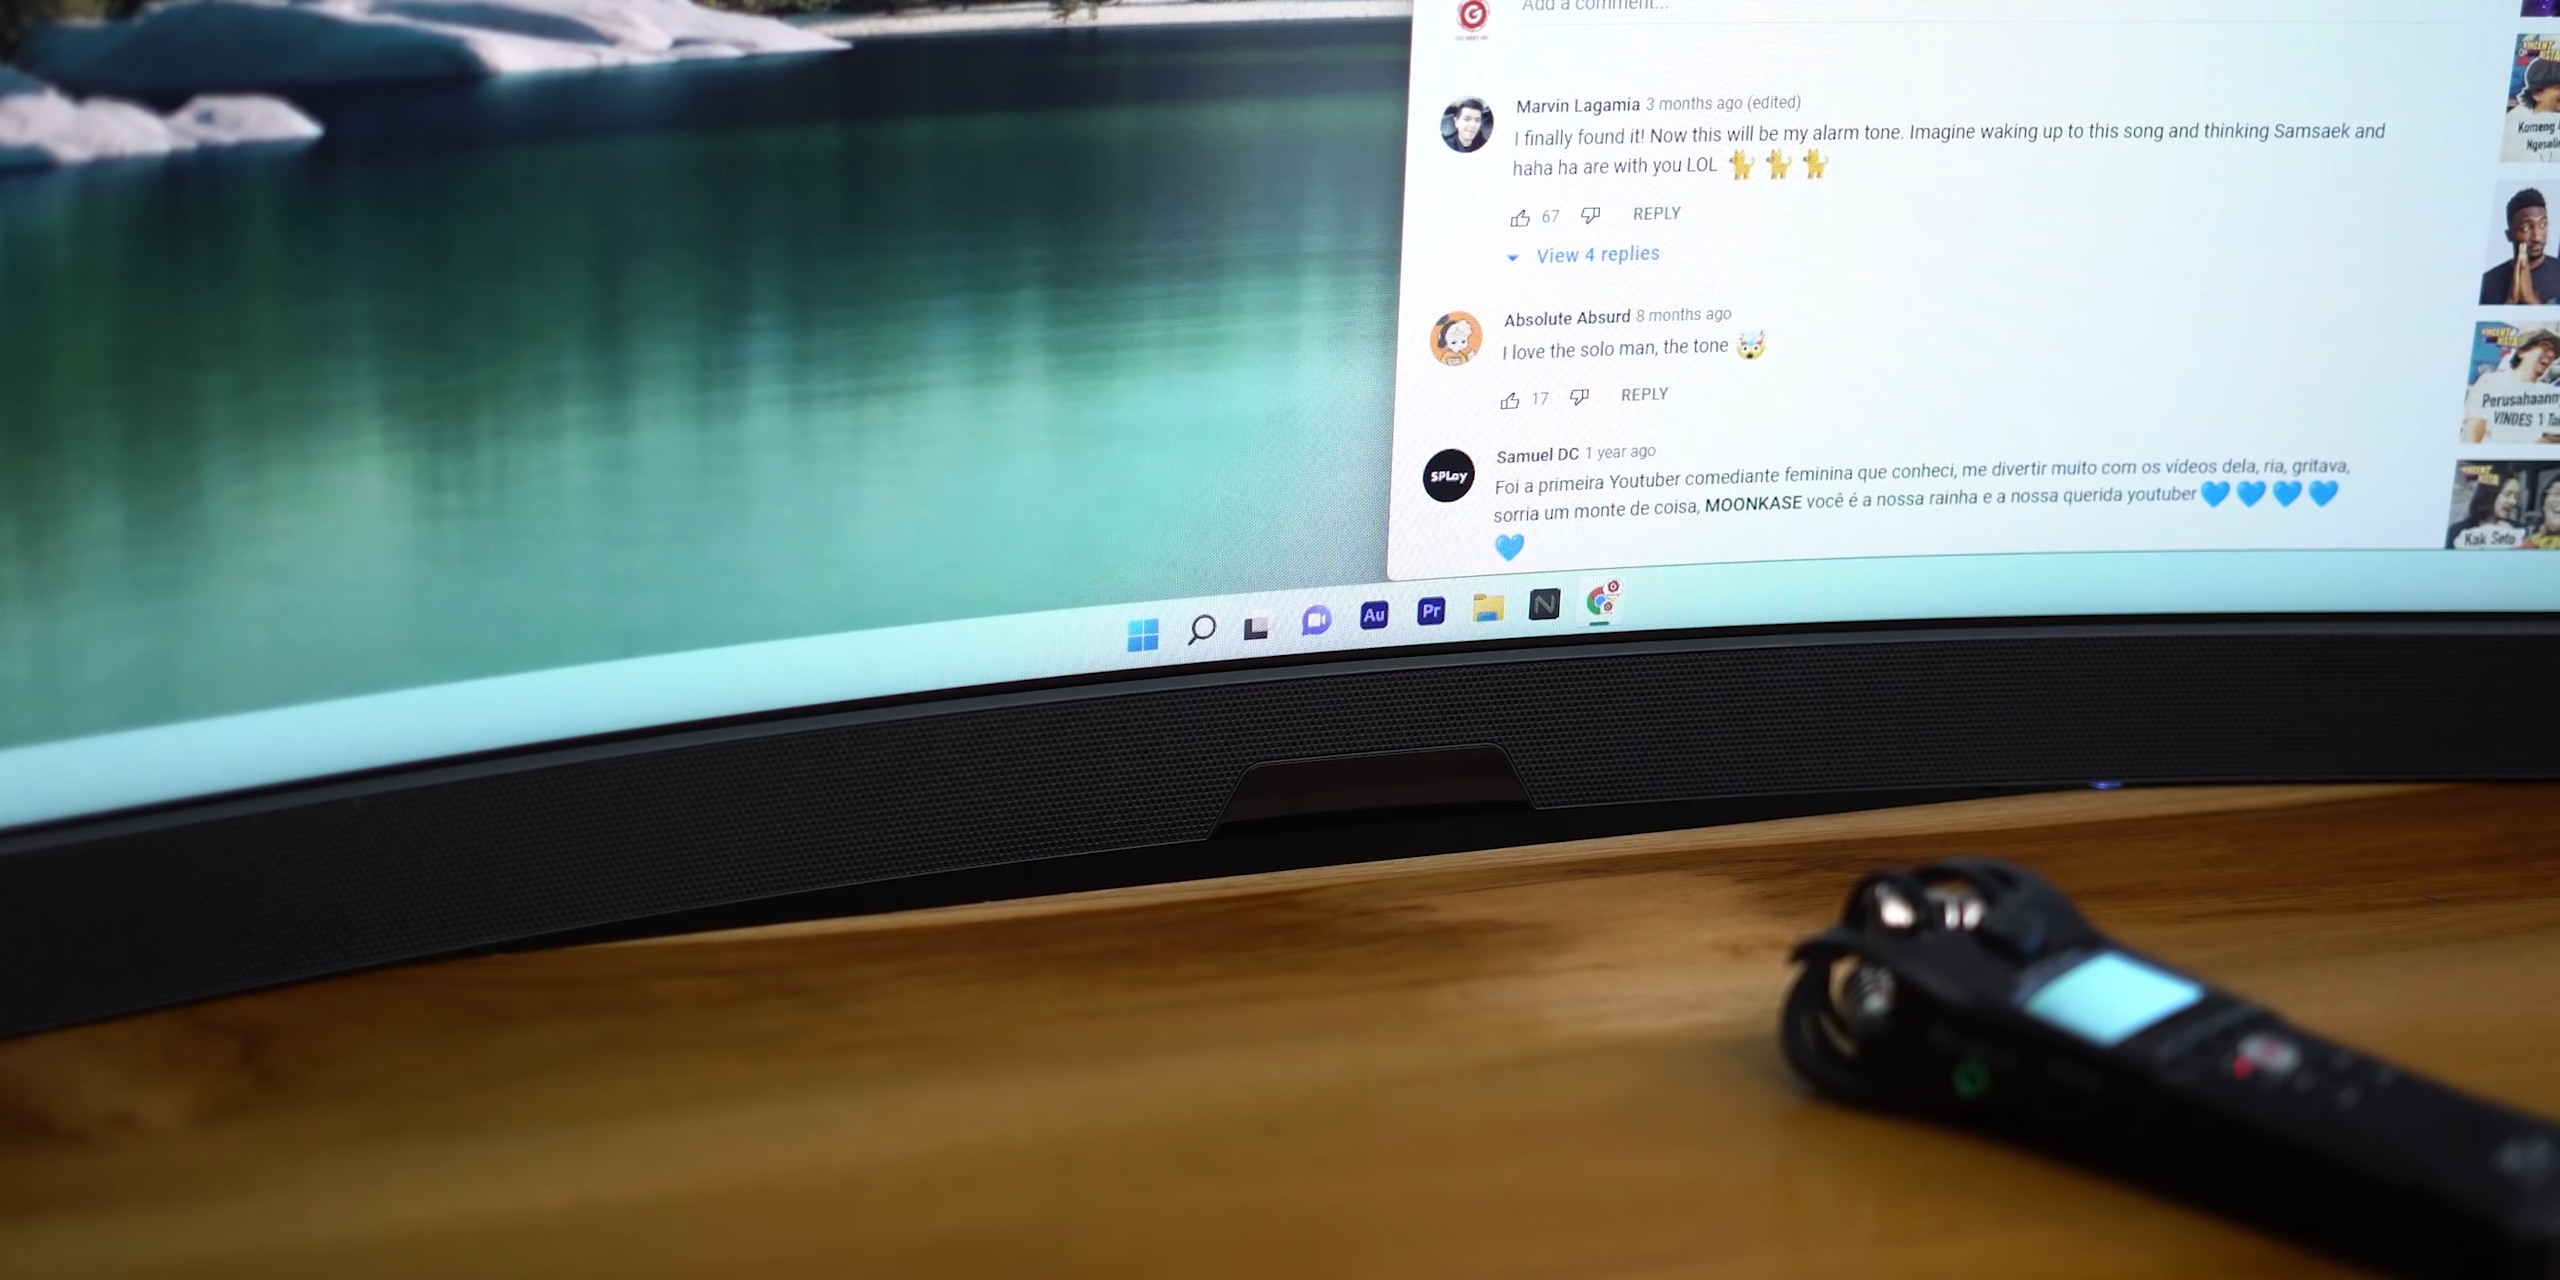 Add a comment...
Marvin Lagamia 3 months ago (edited)
I finally found it! Now this will be my alarm tone. Imagine waking up to this song and thinking Samsaek and
haha ha are with you LOL 🐈 🐈 🐈
67 REPLY
View 4 replies
Absolute Absurd 8 months ago
I love the solo man, the tone 🤯
17 REPLY
SPLay
Samuel DC 1 year ago
Foi a primeira Youtuber comediante feminina que conheci, me divertir muito com os vídeos dela, ria, gritava,
sorria um monte de coisa, MOONKASE você é a nossa rainha e a nossa querida youtuber 💙 💙 💙 💙
💙
Komeng
Perusahaann
VINDES 1
Kak Seto
Au
Pr
N